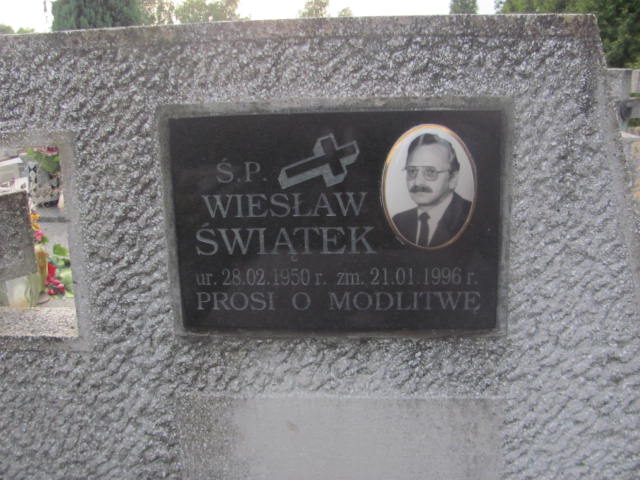 Ś.P.
WIESŁAW
ŚWIĄTEK
ur. 28.02.1950 r. zm. 21.01.1996 r.
PROSI O MODLITWĘ